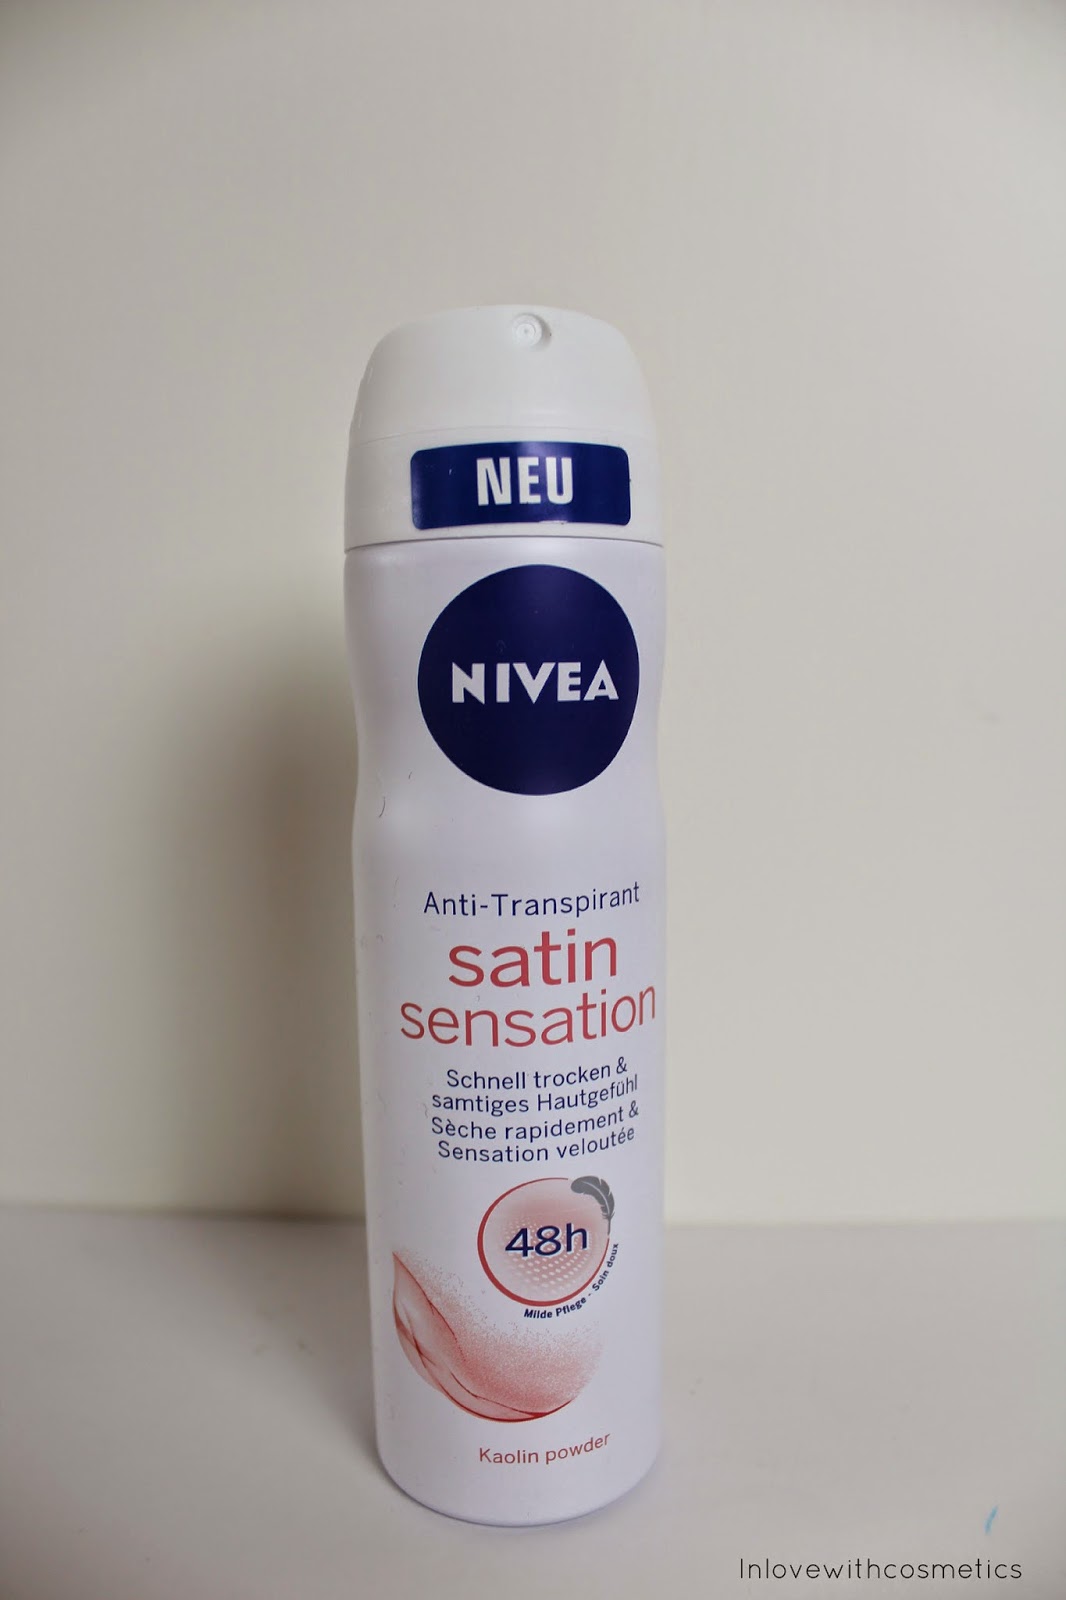 NEU
NIVEA
Anti-Transpirant
satin
sensation
Schnell trocken &
samtiges Hautgefühl
Sèche rapidement &
Sensation veloutée
48h
Milde Pflege - Soin doux
Kaolin powder
Inlovewithcosmetics